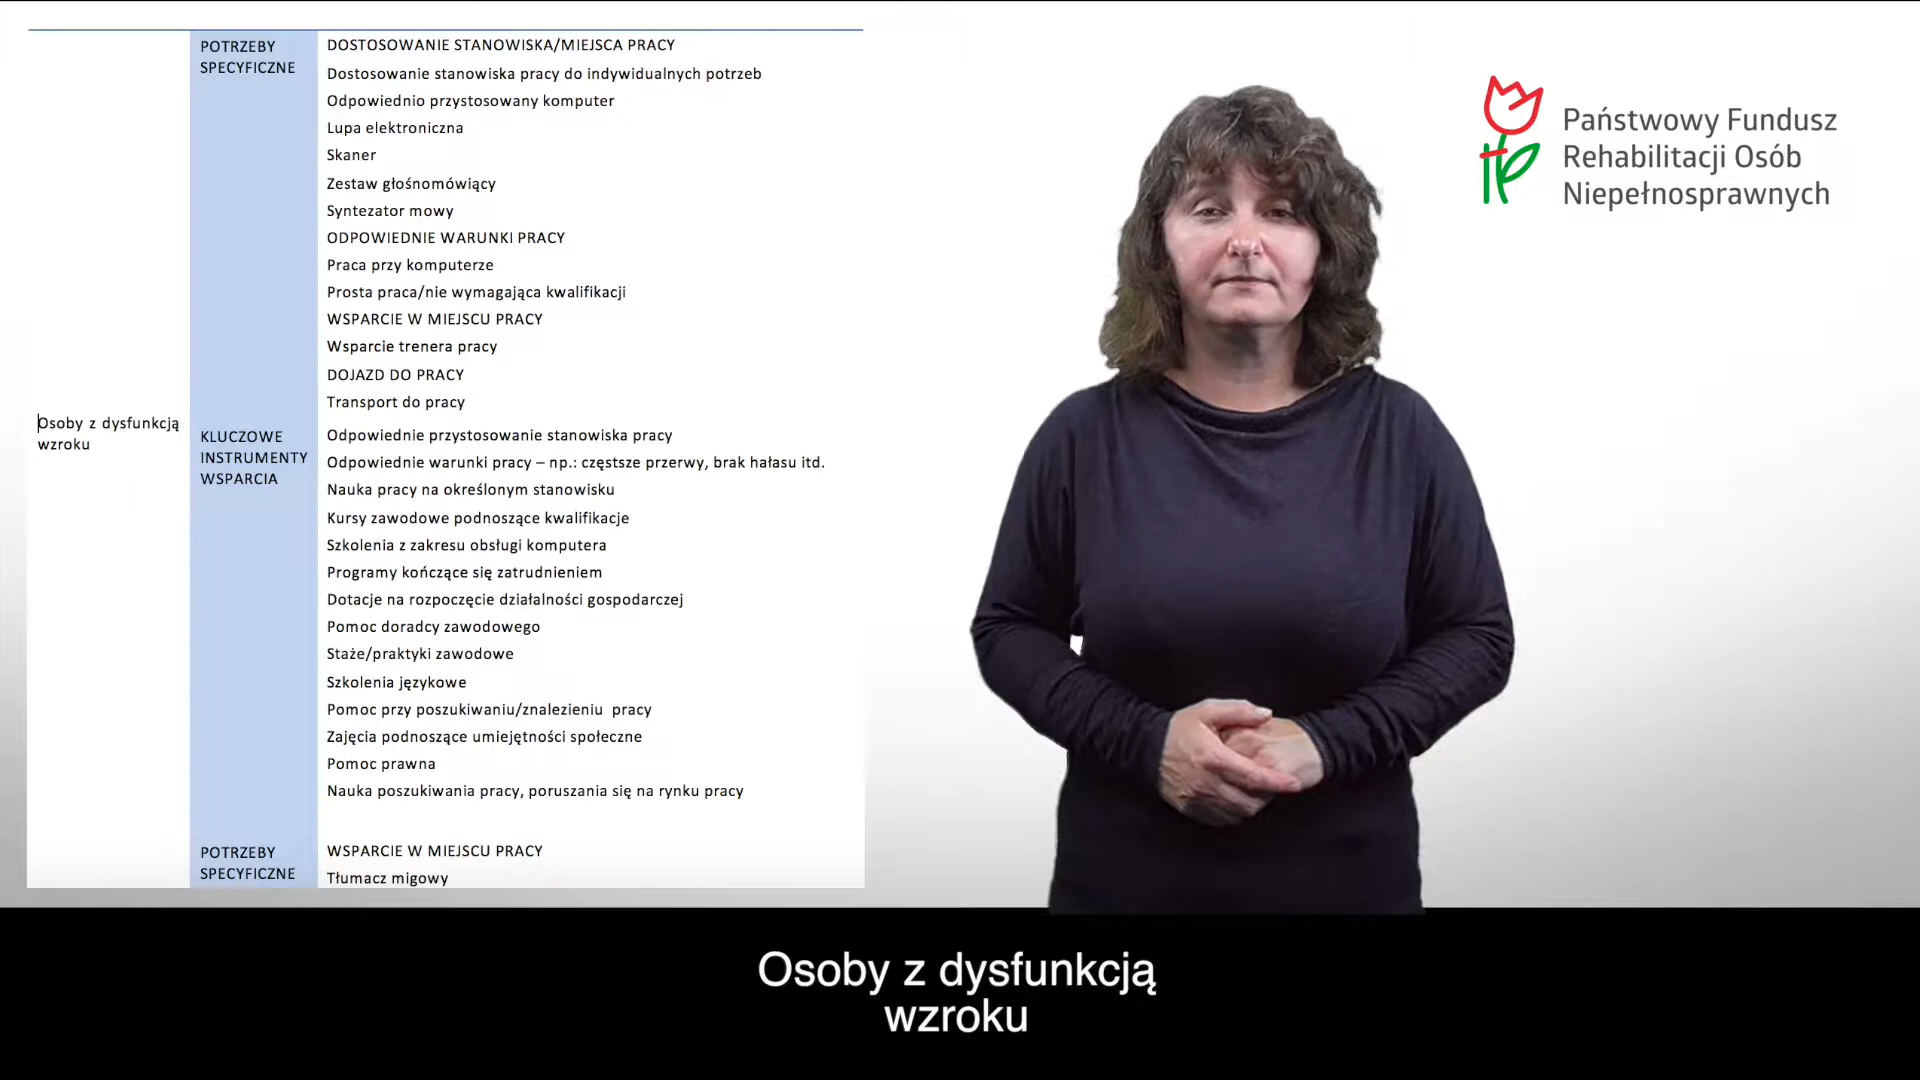 POTRZEBY
SPECYFICZNE
DOSTOSOWANIE STANOWISKA/MIEJSCA PRACY
Dostosowanie stanowiska pracy do indywidualnych potrzeb
Odpowiednio przystosowany komputer
Lupa elektroniczna
Skaner
Zestaw głośnomówiący
Syntezator mowy
ODPOWIEDNIE WARUNKI PRACY
Praca przy komputerze
Prosta praca/nie wymagająca kwalifikacji
WSPARCIE W MIEJSCU PRACY
Wsparcie trenera pracy
DOJAZD DO PRACY
Transport do pracy
Osoby z dysfunkcją
wzroku
KLUCZOWE
INSTRUMENTY
WSPARCIA
Odpowiednie przystosowanie stanowiska pracy
Odpowiednie warunki pracy – np.: częstsze przerwy, brak hałasu itd.
Nauka pracy na określonym stanowisku
Kursy zawodowe podnoszące kwalifikacje
Szkolenia z zakresu obsługi komputera
Programy kończące się zatrudnieniem
Dotacje na rozpoczęcie działalności gospodarczej
Pomoc doradcy zawodowego
Staże/praktyki zawodowe
Szkolenia językowe
Pomoc przy poszukiwaniu/znalezieniu  pracy
Zajęcia podnoszące umiejętności społeczne
Pomoc prawna
Nauka poszukiwania pracy, poruszania się na rynku pracy
POTRZEBY
SPECYFICZNE
WSPARCIE W MIEJSCU PRACY
Tłumacz migowy
Państwowy Fundusz
Rehabilitacji Osób
Niepełnosprawnych
Osoby z dysfunkcją
wzroku